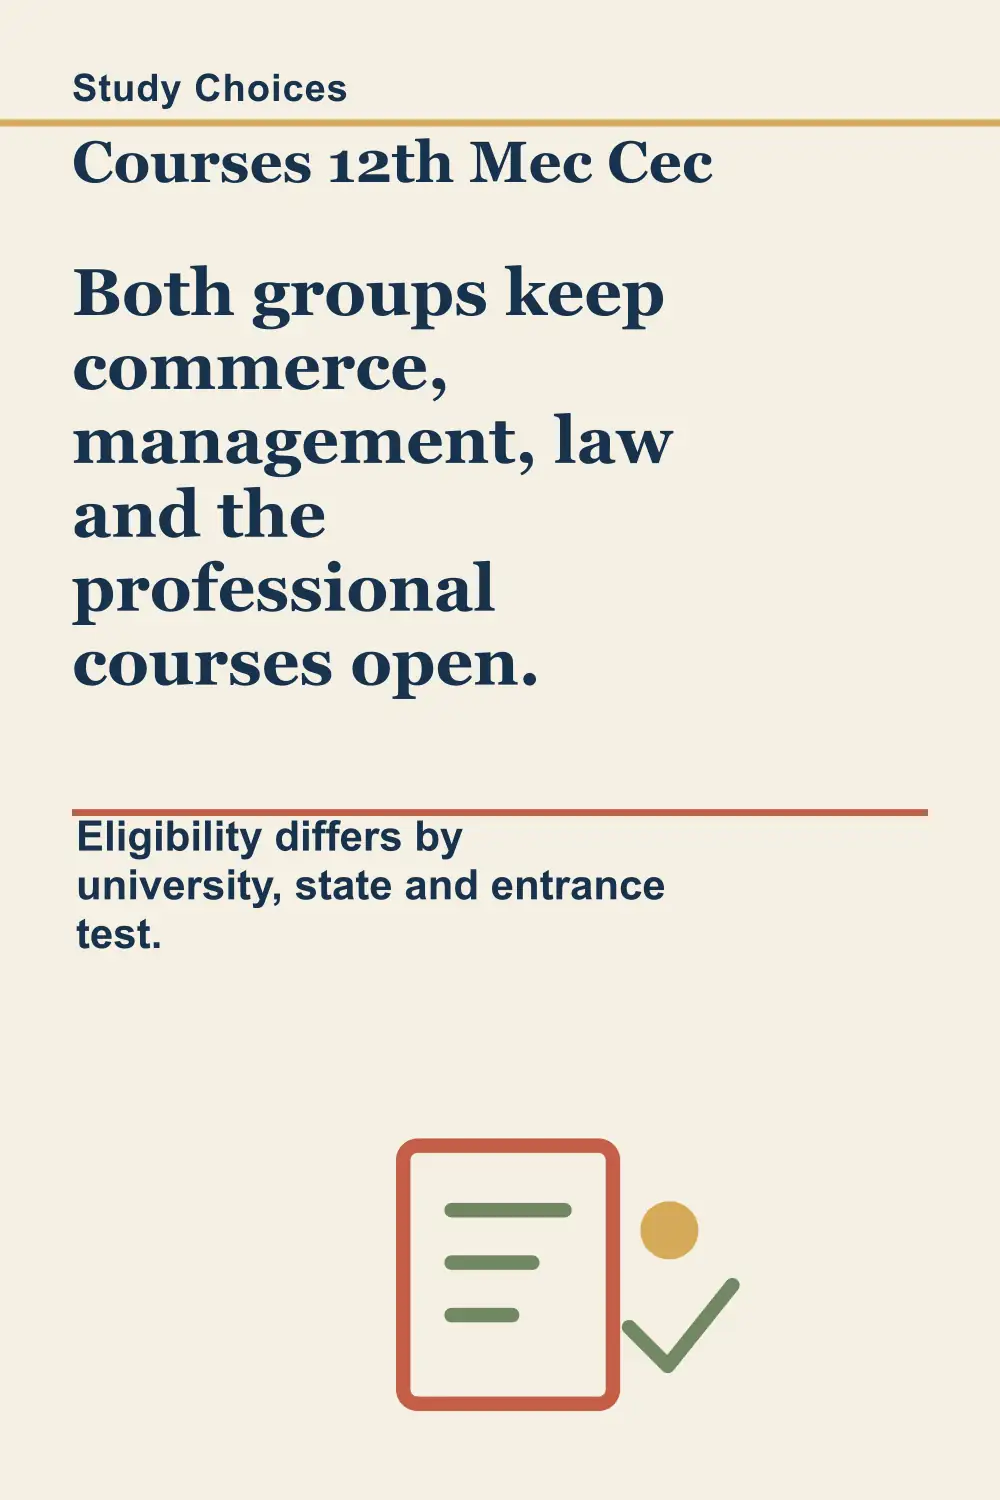 Study Choices
Courses 12th Mec Cec
Both groups keep
commerce,
management, law
and the
professional
courses open.
Eligibility differs by
university, state and entrance
test.